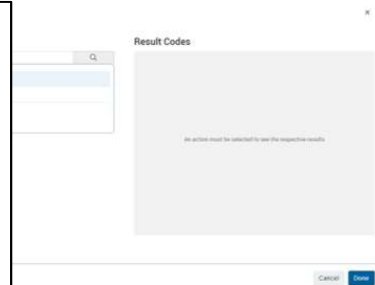 Result Codes
An action must be selected to see the respective results.
Cancel
Done